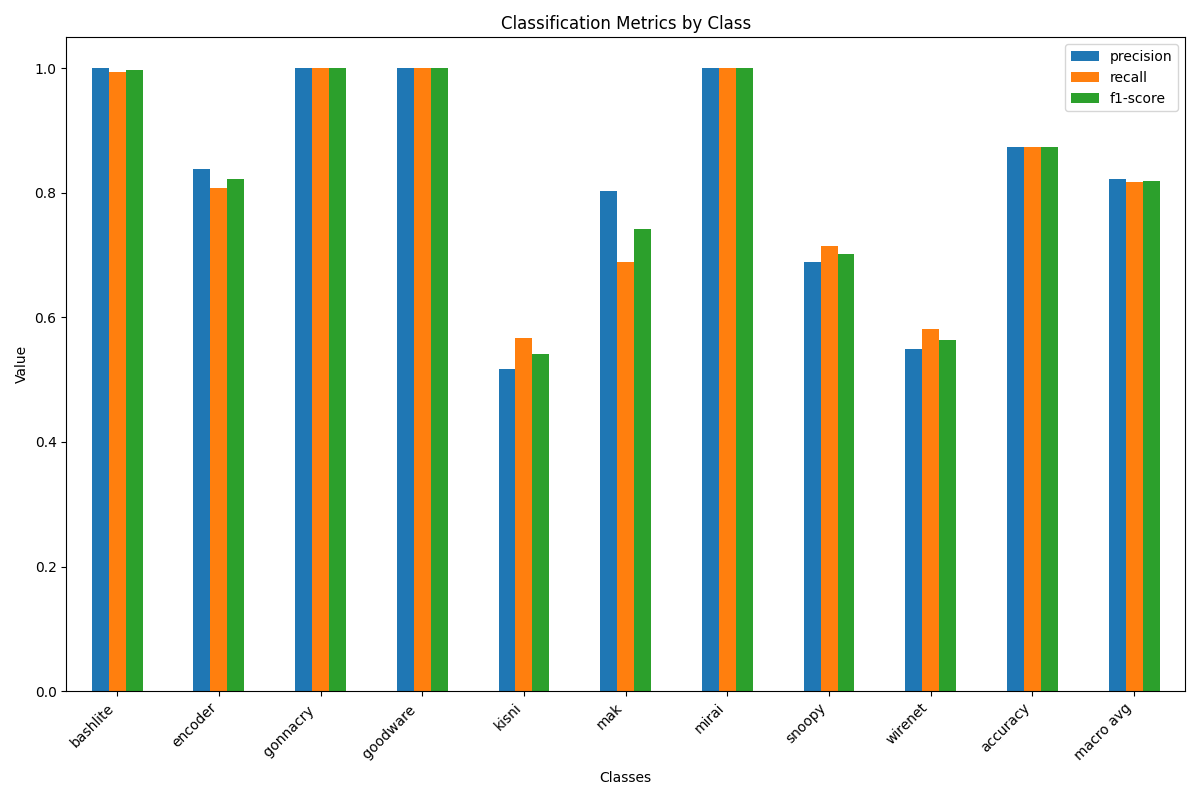 Classification Metrics by Class
precision
recall
f1-score
Value
1.0
0.8
0.6
0.4
0.2
0.0
bashlite
encoder
gonnacry
goodware
kisni
mak
mirai
snoopy
wirenet
accuracy
macro avg
Classes